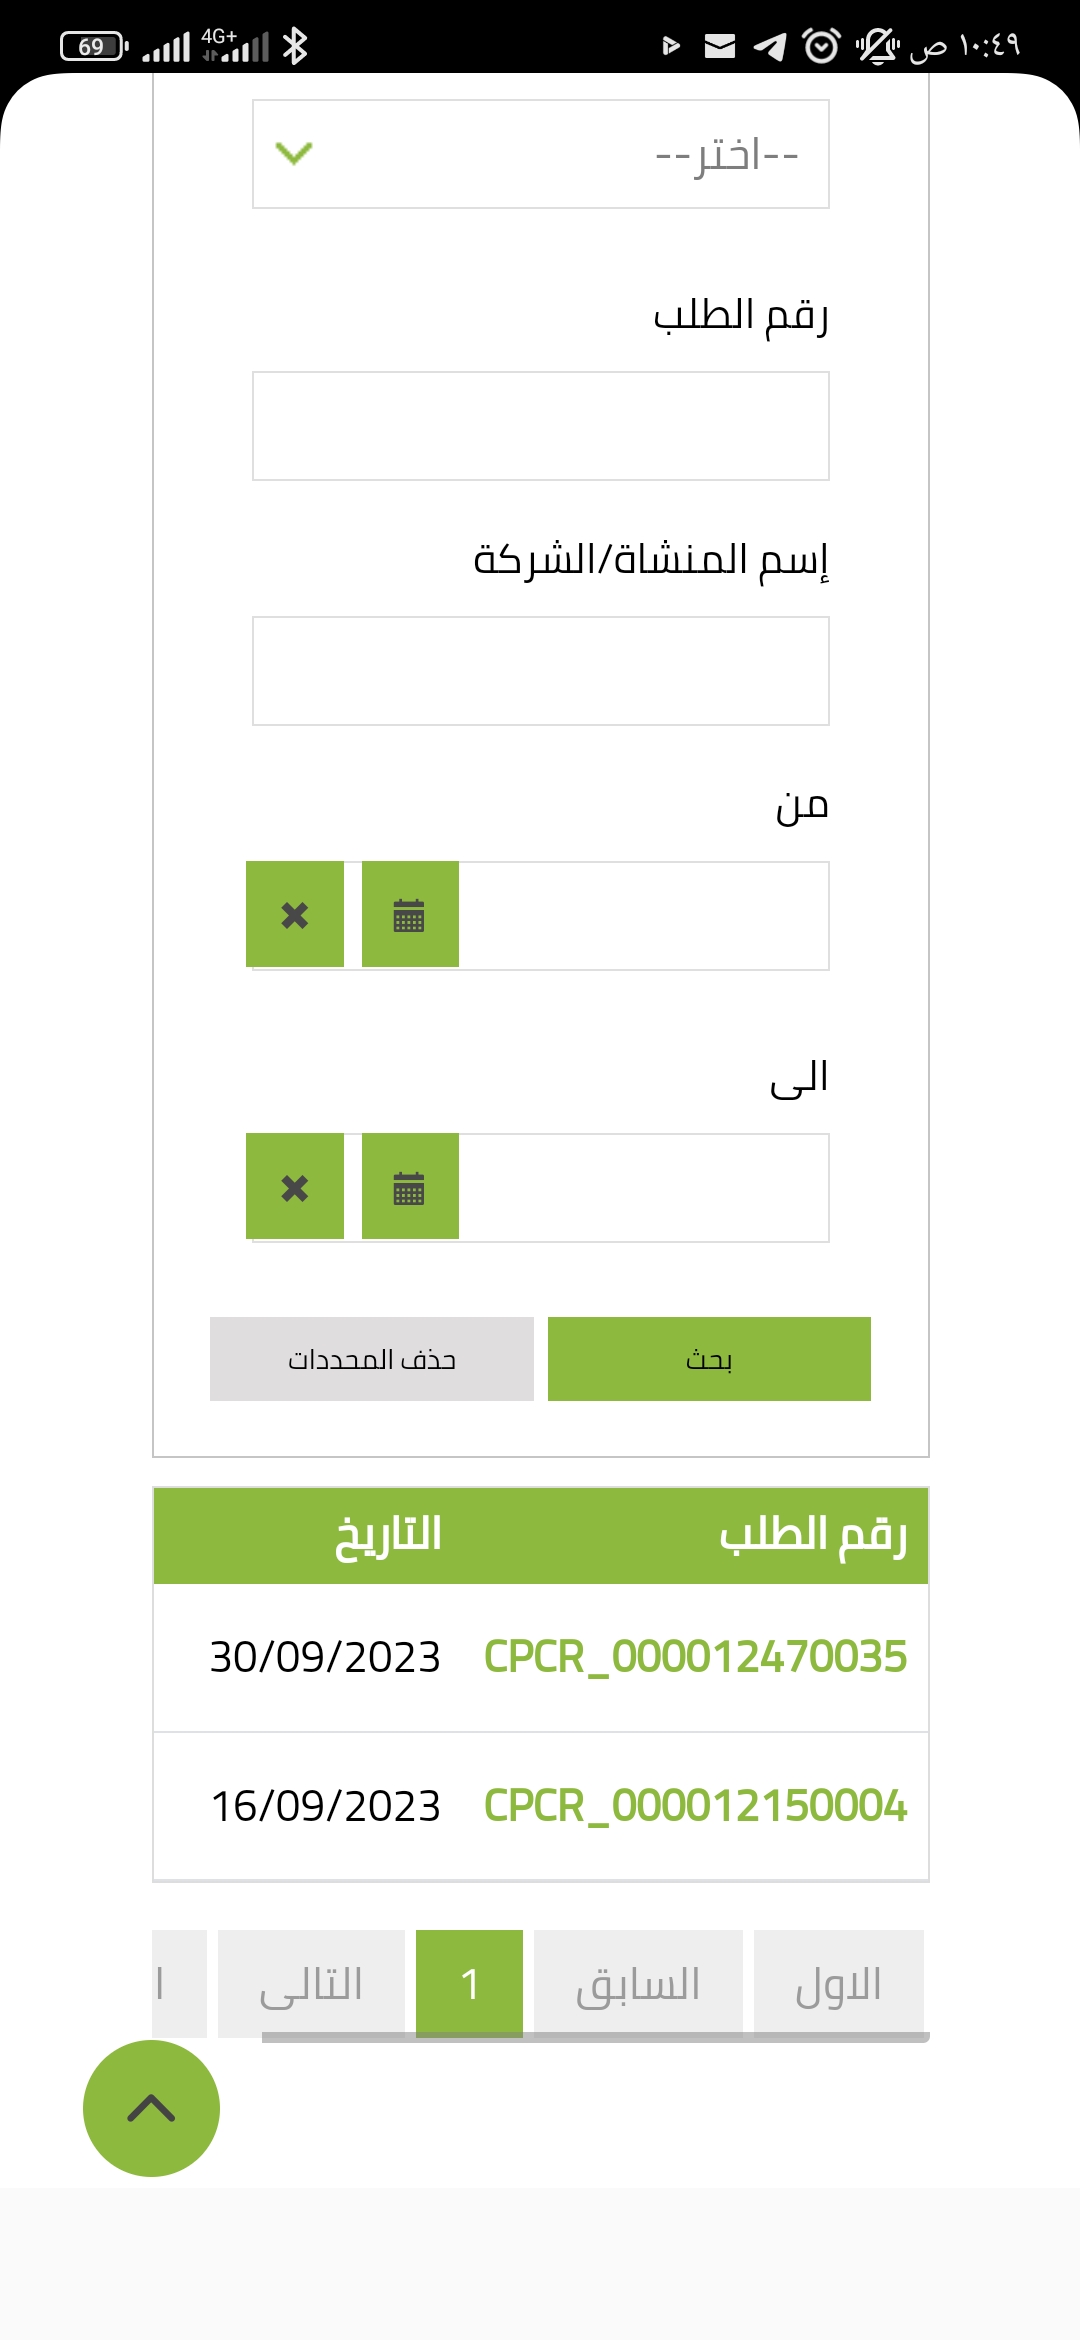 ١٠:٤٩ ص 4G+ 69
--اختر--
رقم الطلب
إسم المنشاة/الشركة
من
الى
بحث حذف المحددات
رقم الطلب التاريخ
CPCR_000012470035 30/09/2023
CPCR_000012150004 16/09/2023
الاول السابق 1 التالى ا